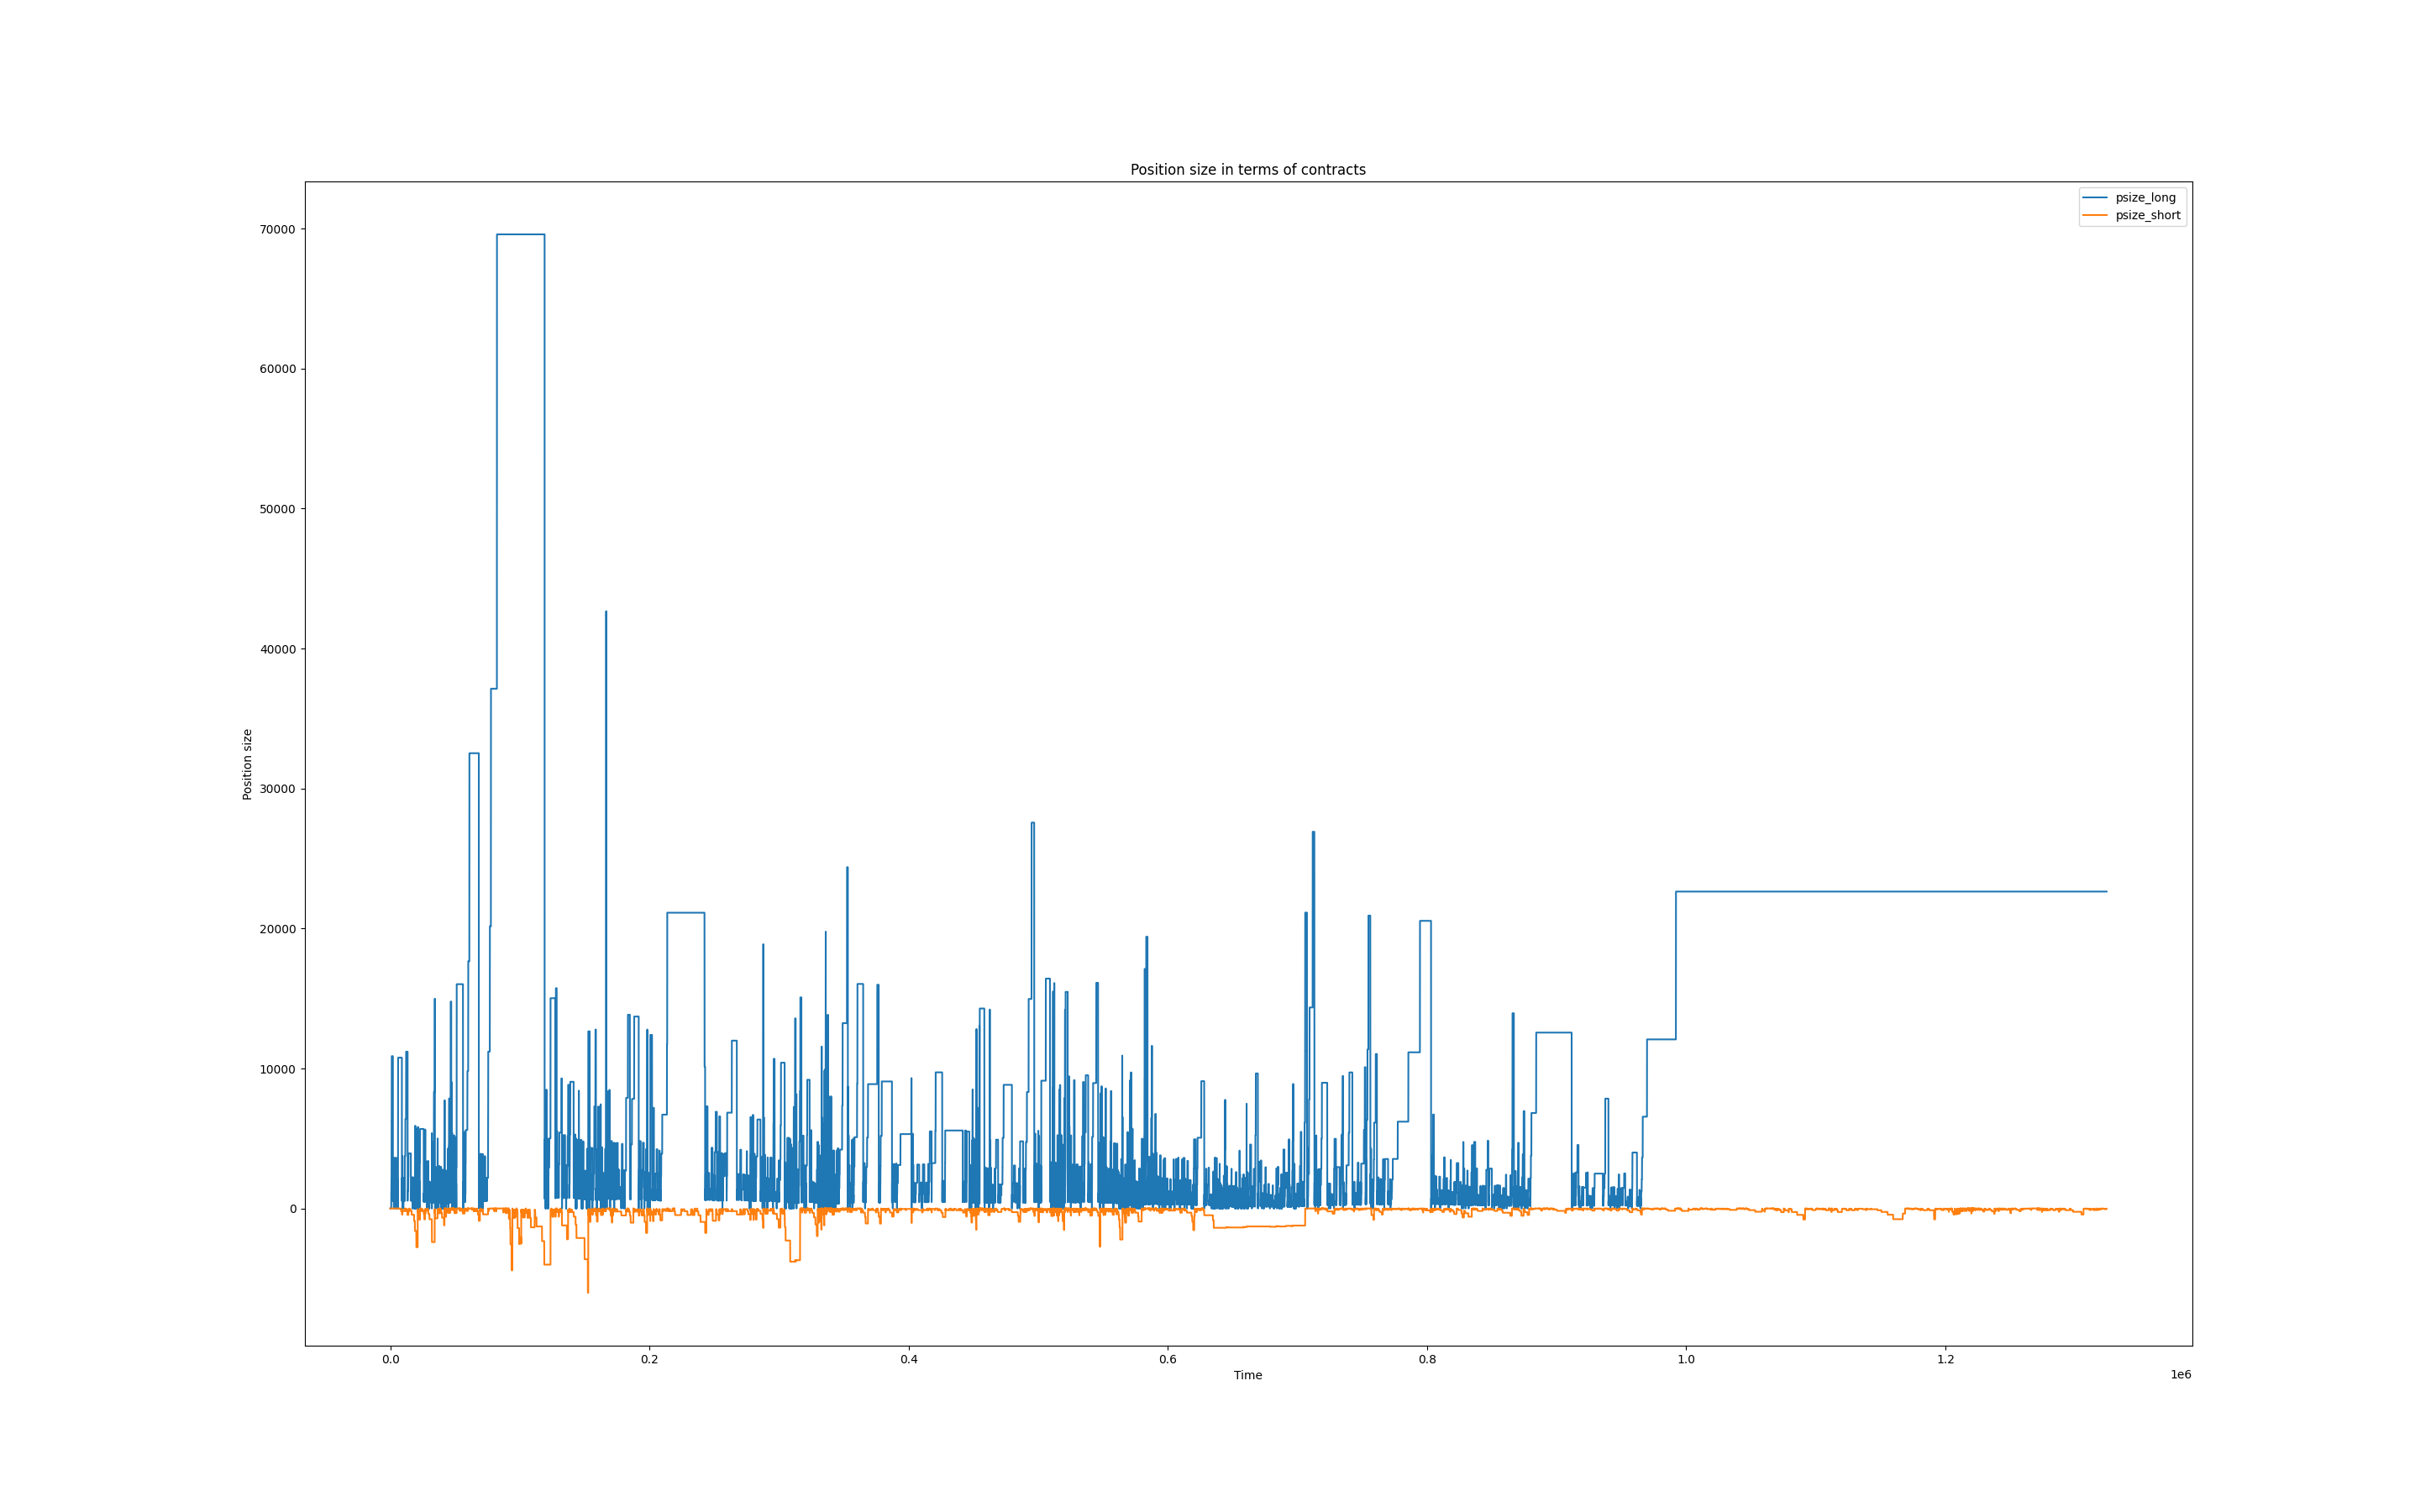 Position size in terms of contracts
psize_long
psize_short
70000
60000
50000
40000
30000
20000
10000
0
Position size
0.0 0.2 0.4 0.6 0.8 1.0 1.2
Time
1e6